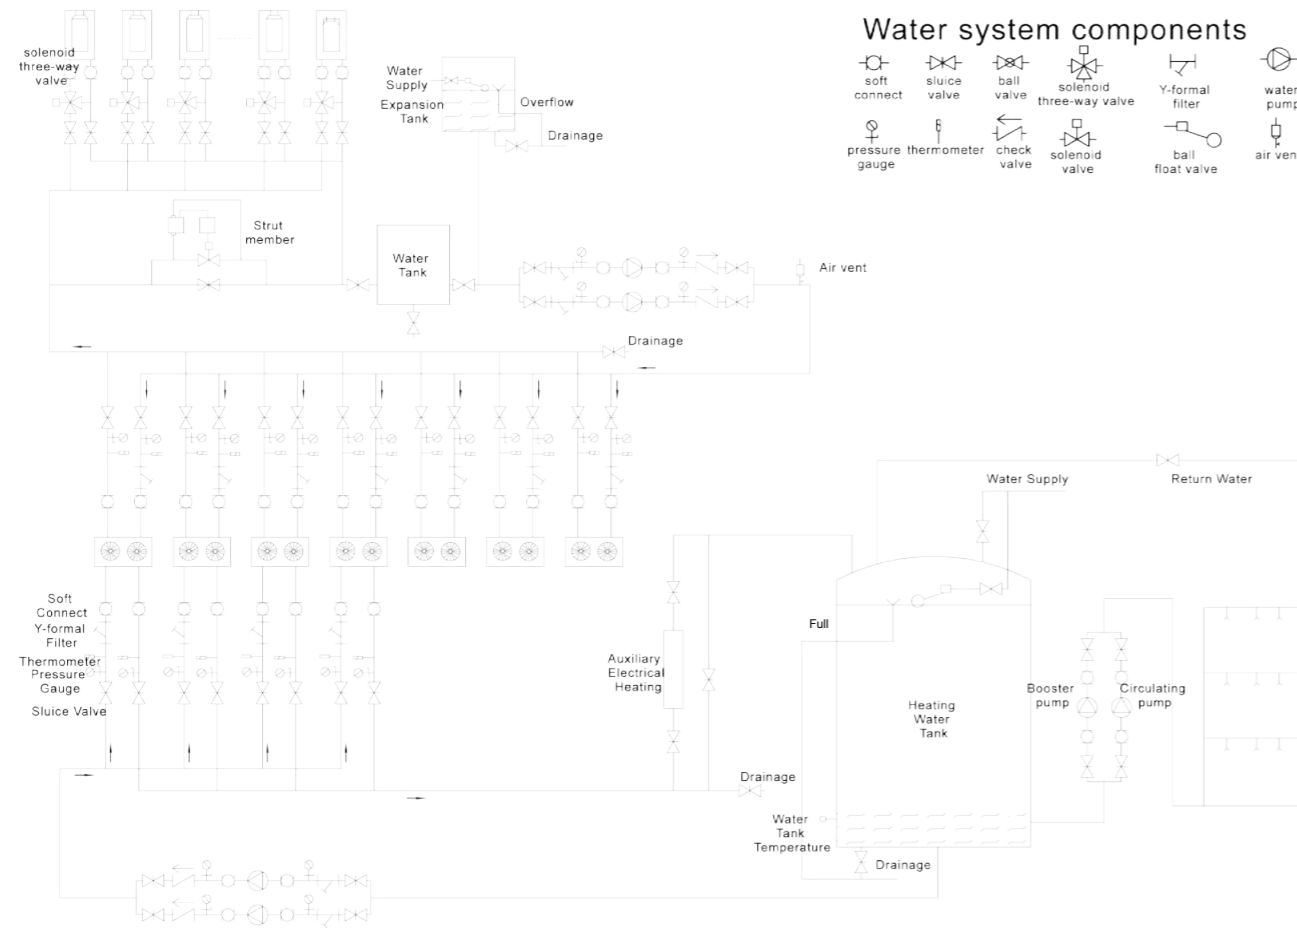 Water system components
soft
connect
sluice
valve
ball
valve
solenoid
three-way valve
Y-formal
filter
water
pump
pressure
gauge
thermometer
check
valve
solenoid
valve
ball
float valve
air vent
solenoid
three-way
valve
Water
Supply
Expansion
Tank
Overflow
Drainage
Strut
member
Water
Tank
Air vent
Drainage
Return Water
Water Supply
Soft
Connect
Y-formal
Filter
Thermometer
Pressure
Gauge
Sluice Valve
Full
Auxiliary
Electrical
Heating
Heating
Water
Tank
Booster
pump
Circulating
pump
Drainage
Water
Tank
Temperature
Drainage